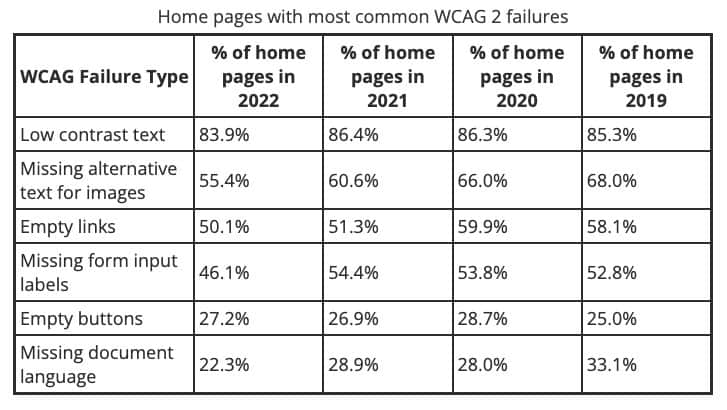 Home pages with most common WCAG 2 failures
WCAG Failure Type % of home pages in 2022 % of home pages in 2021 % of home pages in 2020 % of home pages in 2019
Low contrast text 83.9% 86.4% 86.3% 85.3%
Missing alternative text for images 55.4% 60.6% 66.0% 68.0%
Empty links 50.1% 51.3% 59.9% 58.1%
Missing form input labels 46.1% 54.4% 53.8% 52.8%
Empty buttons 27.2% 26.9% 28.7% 25.0%
Missing document language 22.3% 28.9% 28.0% 33.1%